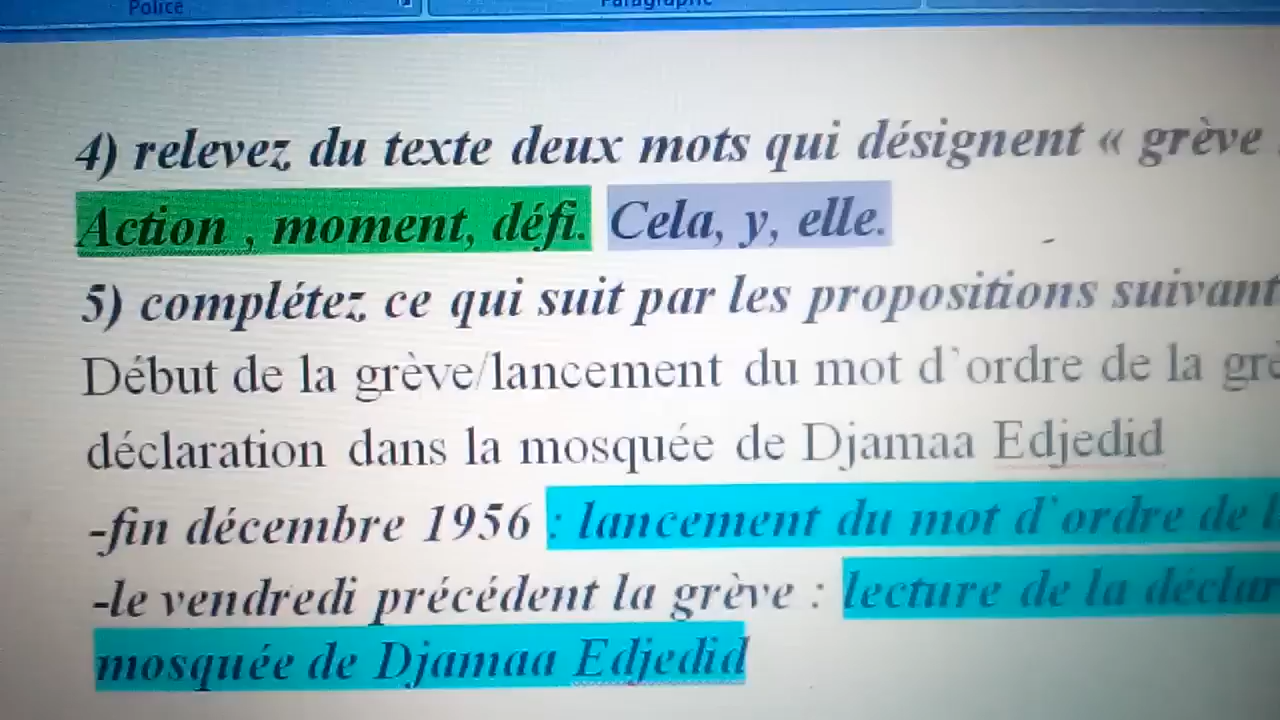 Police Paragraphe
4) relevez du texte deux mots qui désignent « grève
Action , moment, défi. Cela, y, elle.
5) complétez ce qui suit par les propositions suivant
Début de la grève/lancement du mot d'ordre de la grè
déclaration dans la mosquée de Djamaa Edjedid
-fin décembre 1956 : lancement du mot d'ordre de l
-le vendredi précédent la grève : lecture de la déclar
mosquée de Djamaa Edjedid